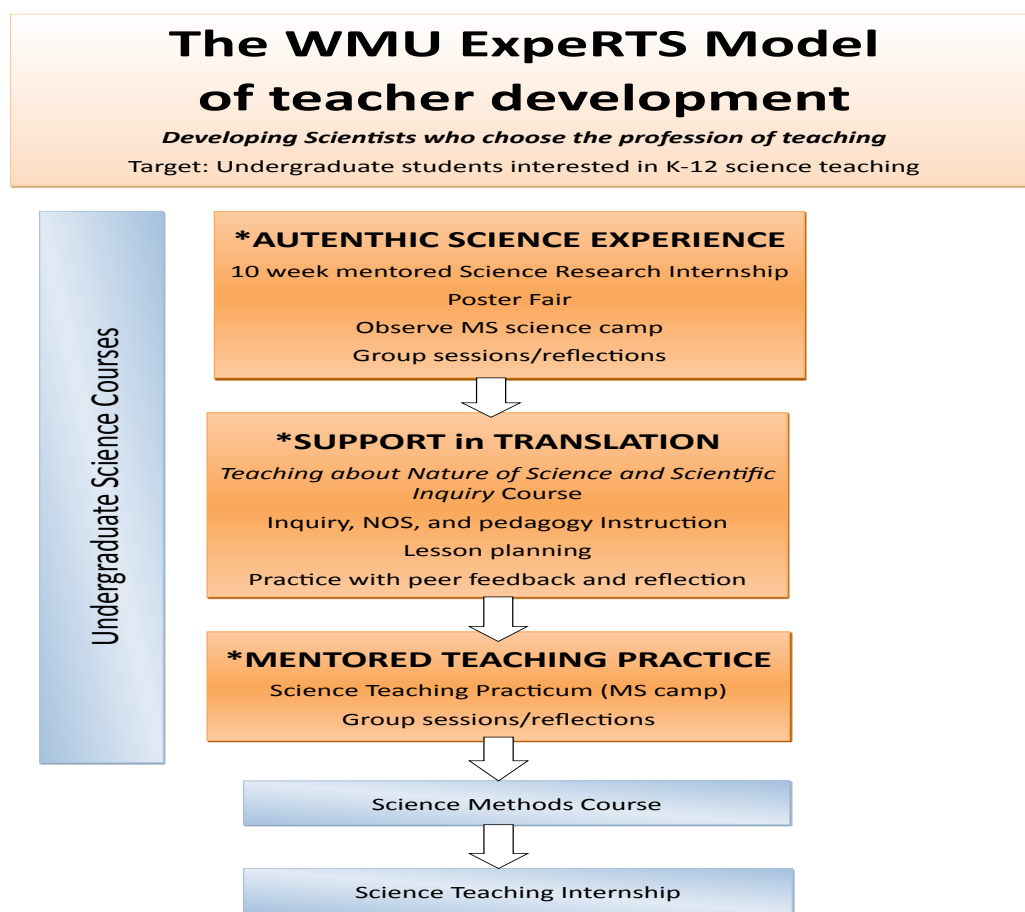 The WMU ExpeRTS Model
of teacher development
Developing Scientists who choose the profession of teaching
Target: Undergraduate students interested in K-12 science teaching
Undergraduate Science Courses
*AUTENTHIC SCIENCE EXPERIENCE
10 week mentored Science Research Internship
Poster Fair
Observe MS science camp
Group sessions/reflections
*SUPPORT in TRANSLATION
Teaching about Nature of Science and Scientific
Inquiry Course
Inquiry, NOS, and pedagogy Instruction
Lesson planning
Practice with peer feedback and reflection
*MENTORED TEACHING PRACTICE
Science Teaching Practicum (MS camp)
Group sessions/reflections
Science Methods Course
Science Teaching Internship